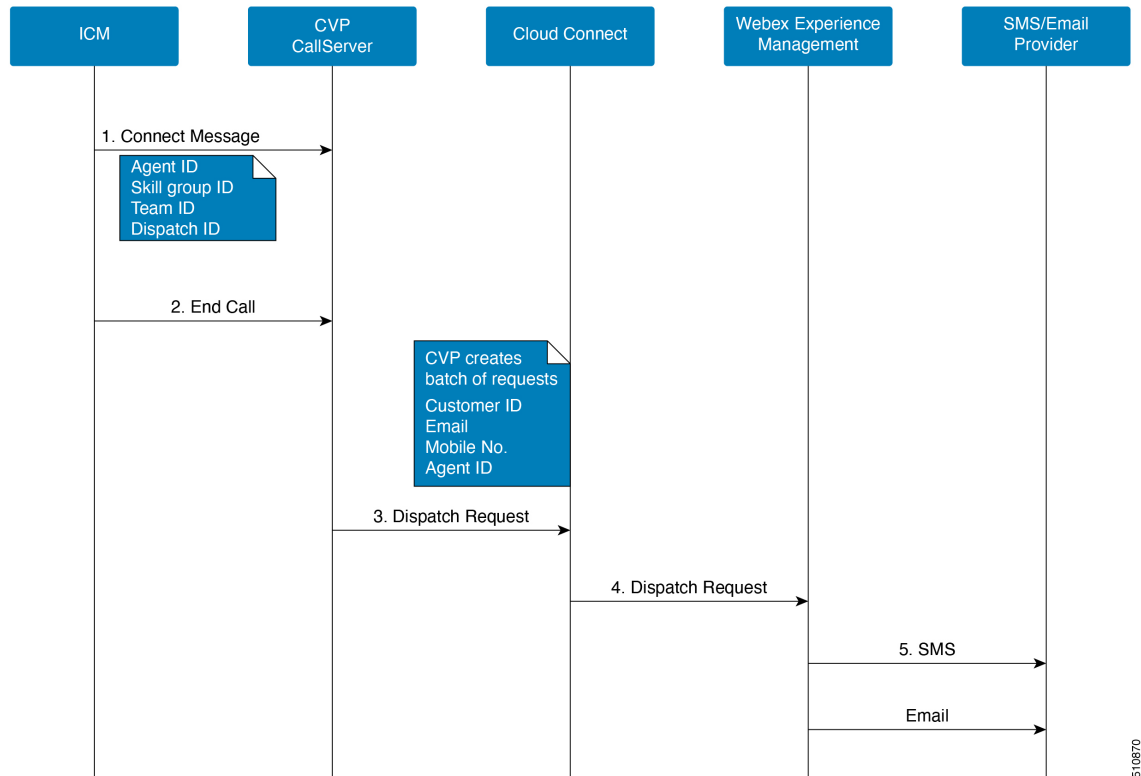 ICM
CVP
CallServer
Cloud Connect
Webex Experience
Management
SMS/Email
Provider
1. Connect Message
Agent ID
Skill group ID
Team ID
Dispatch ID
2. End Call
CVP creates
batch of requests
Customer ID
Email
Mobile No.
Agent ID
3. Dispatch Request
4. Dispatch Request
5. SMS
Email
510870